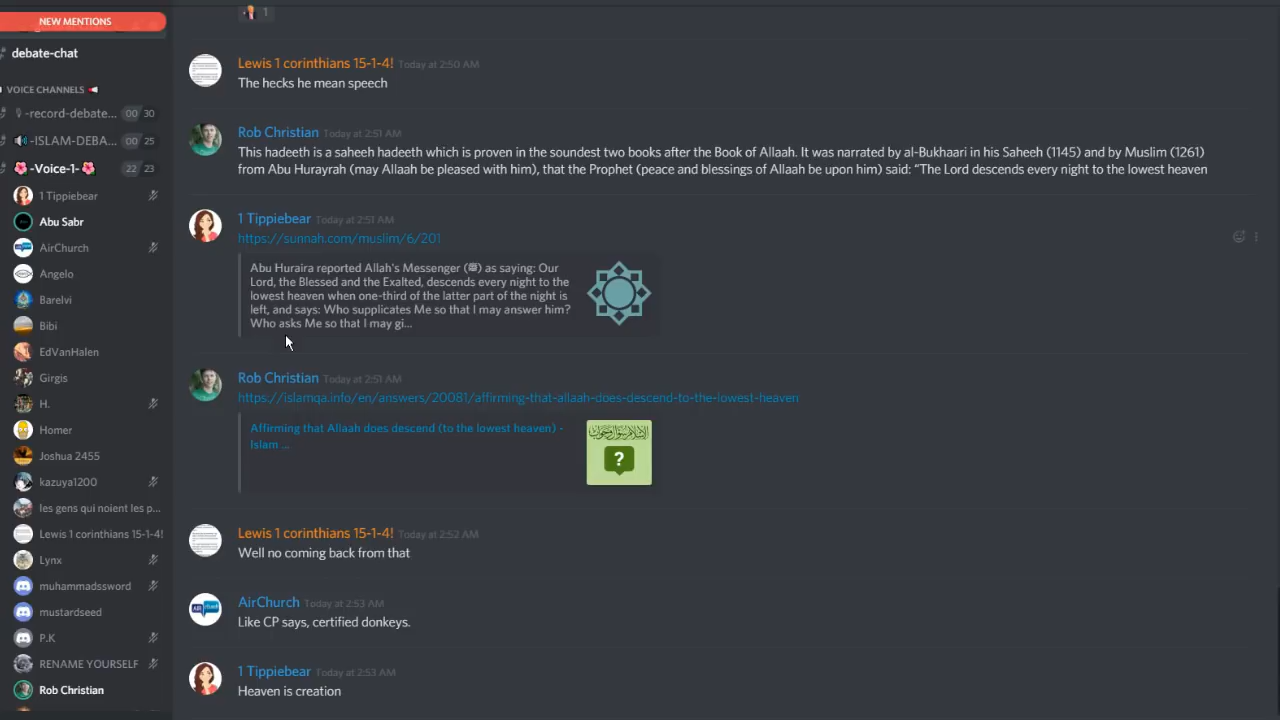 NEW MENTIONS
debate-chat
VOICE CHANNELS
-record-debate... 00 30
-ISLAM-DEBA... 00 25
-Voice-1- 22 23
1 Tippiebear
Abu Sabr
AirChurch
Angelo
Barelvi
Bibi
EdVanHalen
Girgis
H.
Homer
Joshua 2455
kazuya1200
les gens qui noient les p...
Lewis 1 corinthians 15-1-4!
Lynx
muhammadssword
mustardseed
P.K
RENAME YOURSELF
Rob Christian
1
Lewis 1 corinthians 15-1-4! Today at 2:50 AM
The hecks he mean speech
Rob Christian Today at 2:51 AM
This hadeeth is a saheeh hadeeth which is proven in the soundest two books after the Book of Allaah. It was narrated by al-Bukhaari in his Saheeh (1145) and by Muslim (1261)
from Abu Hurayrah (may Allaah be pleased with him), that the Prophet (peace and blessings of Allaah be upon him) said: “The Lord descends every night to the lowest heaven
1 Tippiebear Today at 2:51 AM
https://sunnah.com/muslim/6/201
Abu Huraira reported Allah's Messenger (ﷺ) as saying: Our
Lord, the Blessed and the Exalted, descends every night to the
lowest heaven when one-third of the latter part of the night is
left, and says: Who supplicates Me so that I may answer him?
Who asks Me so that I may gi...
Rob Christian Today at 2:51 AM
https://islamqa.info/en/answers/20081/affirming-that-allaah-does-descend-to-the-lowest-heaven
Affirming that Allaah does descend (to the lowest heaven) -
Islam ...
الإسلام سؤال وجواب
?
Lewis 1 corinthians 15-1-4! Today at 2:52 AM
Well no coming back from that
AirChurch Today at 2:53 AM
Like CP says, certified donkeys.
1 Tippiebear Today at 2:53 AM
Heaven is creation